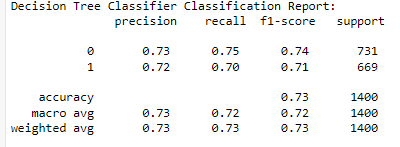 Decision Tree Classifier Classification Report:
precision recall f1-score support
0 0.73 0.75 0.74 731
1 0.72 0.70 0.71 669
accuracy 0.73 1400
macro avg 0.73 0.72 0.72 1400
weighted avg 0.73 0.73 0.73 1400